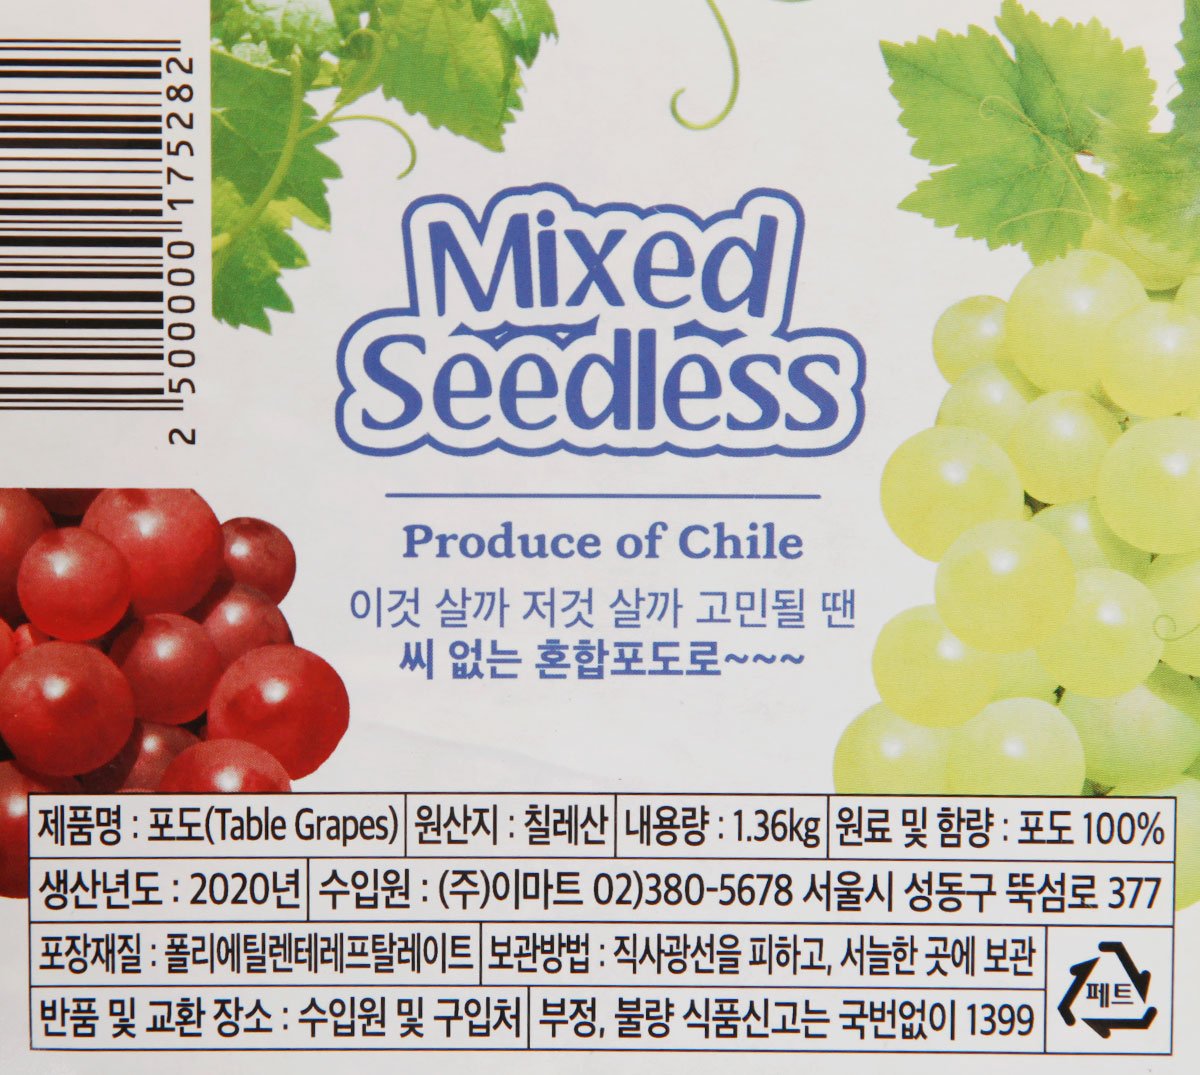 2 500000 175282
Mixed
Seedless
Produce of Chile
이것 살까 저것 살까 고민될 땐
씨 없는 혼합포도로~~~
제품명 : 포도(Table Grapes) 원산지 : 칠레산 내용량 : 1.36kg 원료 및 함량 : 포도 100%
생산년도 : 2020년 수입원 : (주)이마트 02)380-5678 서울시 성동구 뚝섬로 377
포장재질 : 폴리에틸렌테레프탈레이트 보관방법 : 직사광선을 피하고, 서늘한 곳에 보관
페트
반품 및 교환 장소 : 수입원 및 구입처 부정, 불량 식품신고는 국번없이 1399